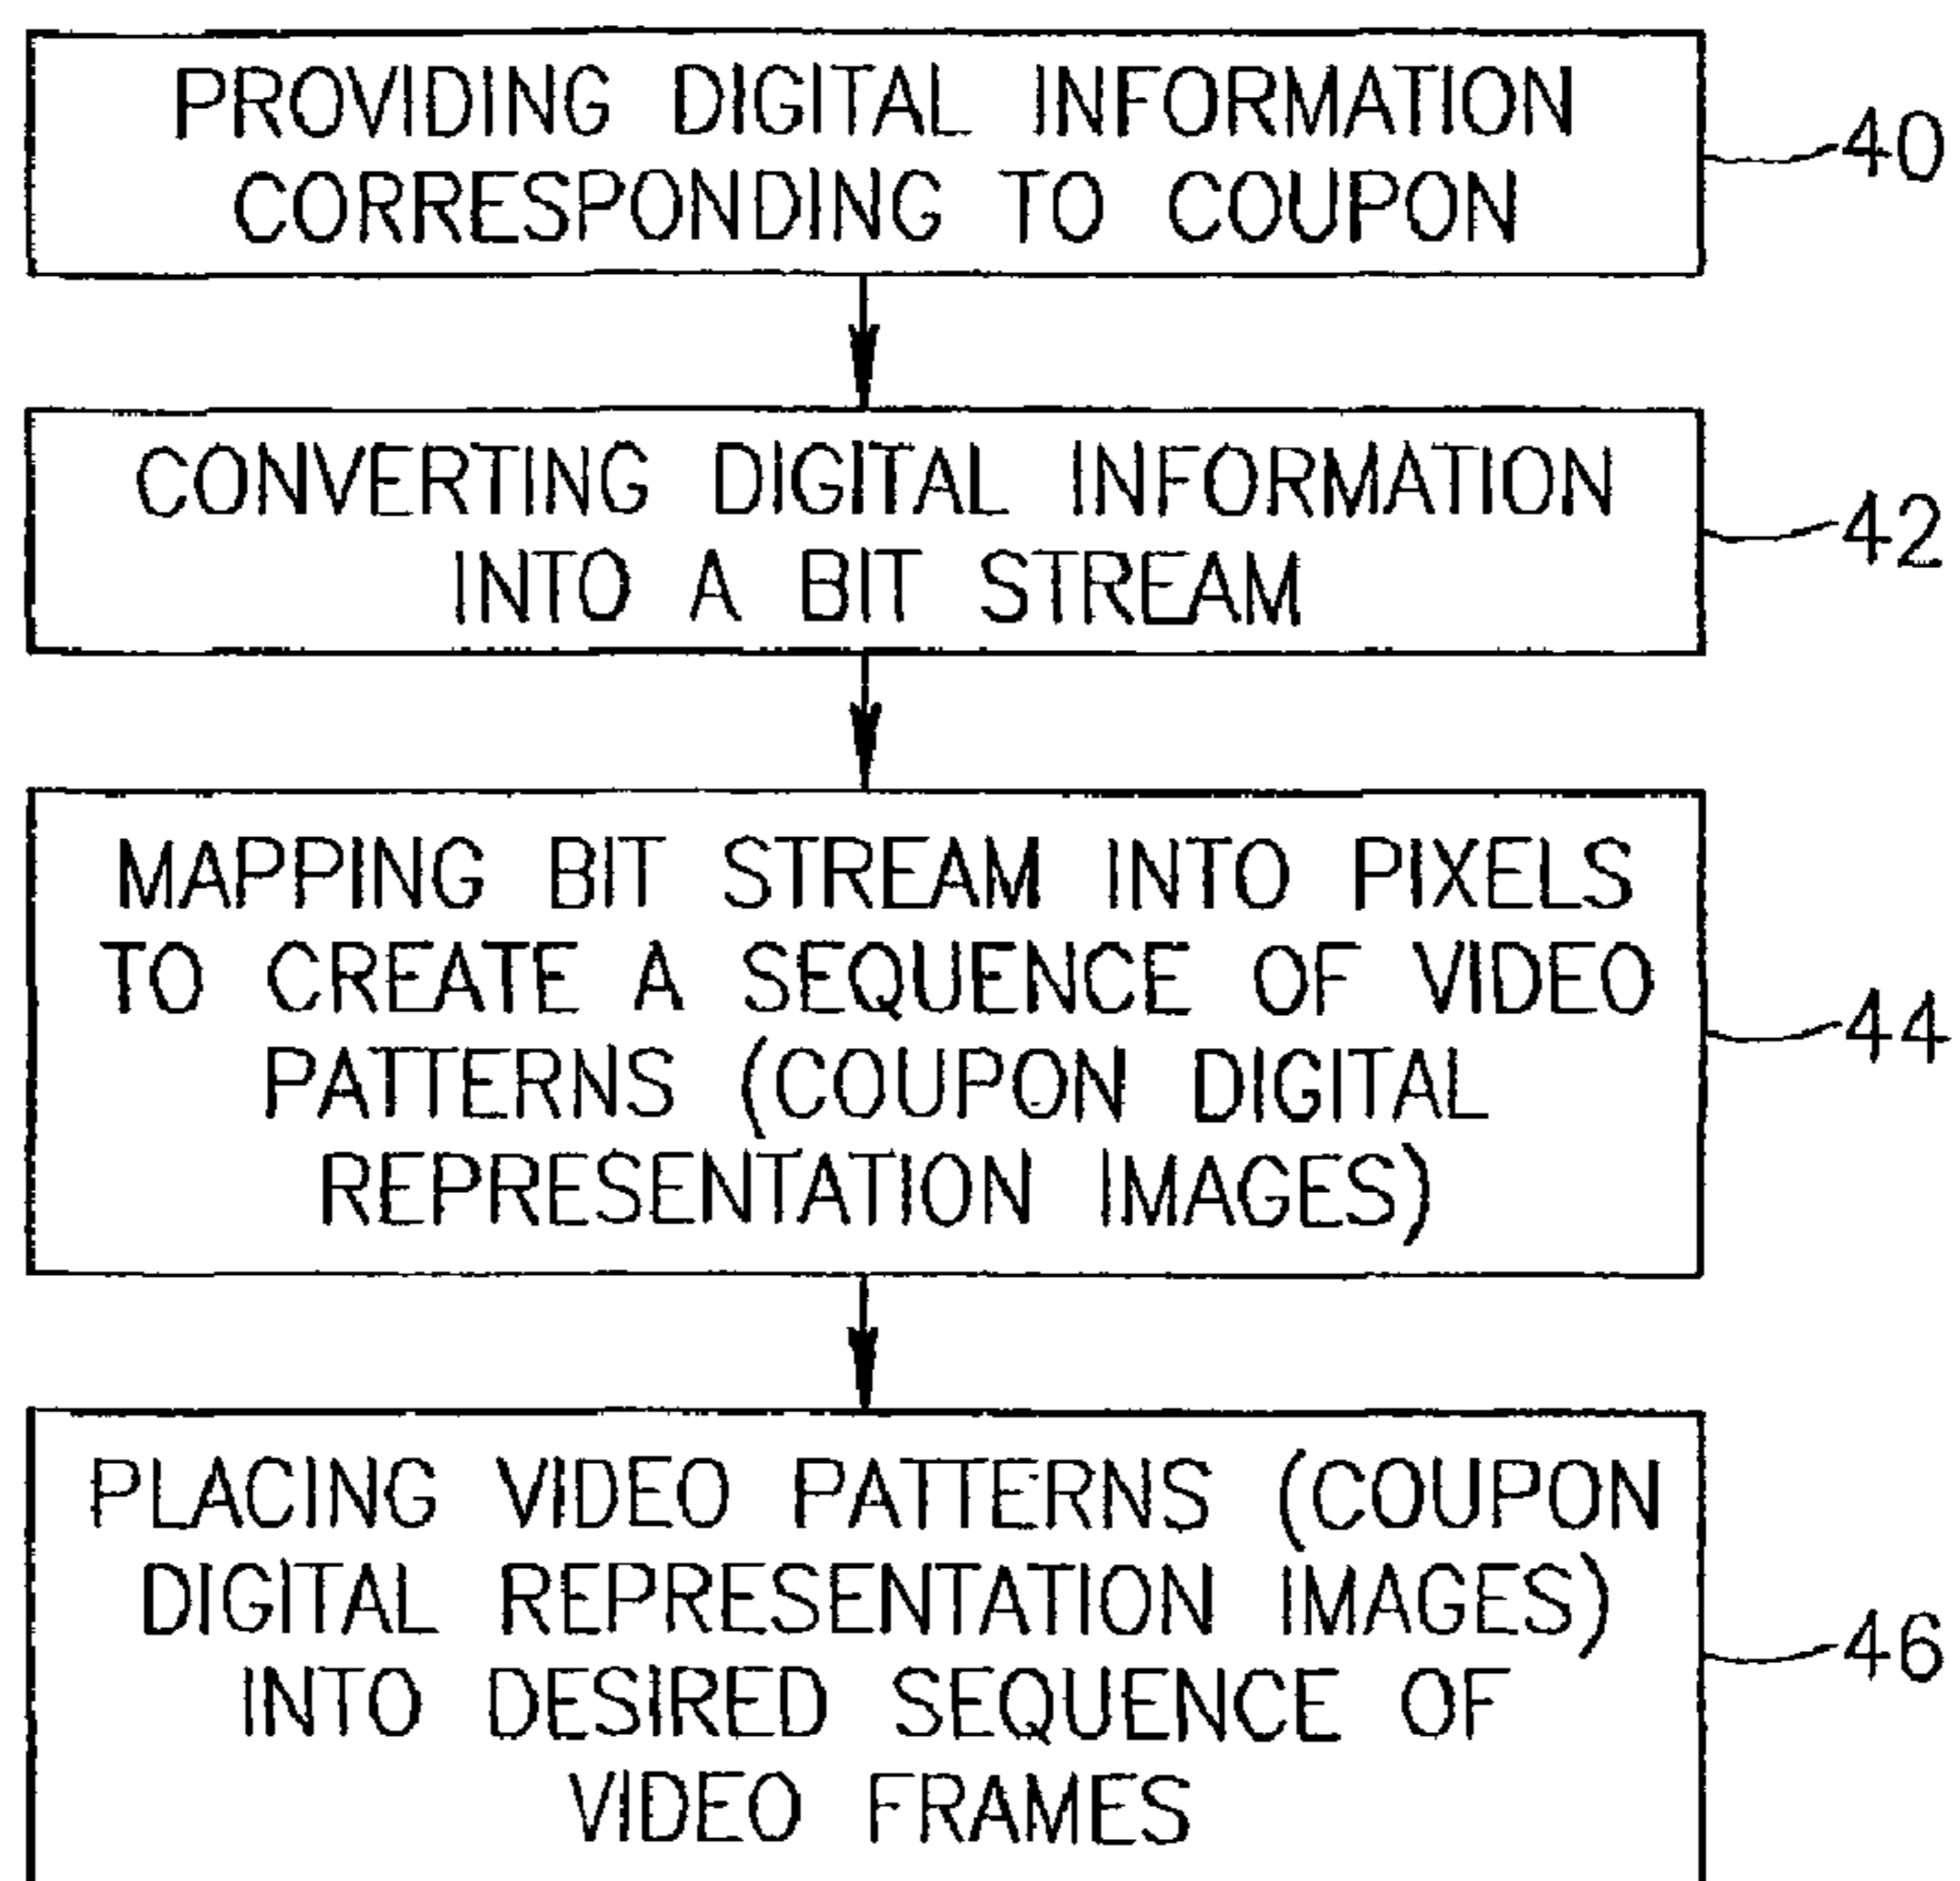 PROVIDING DIGITAL INFORMATION
CORRESPONDING TO COUPON
40
CONVERTING DIGITAL INFORMATION
INTO A BIT STREAM
42
MAPPING BIT STREAM INTO PIXELS
TO CREATE A SEQUENCE OF VIDEO
PATTERNS (COUPON DIGITAL
REPRESENTATION IMAGES)
44
PLACING VIDEO PATTERNS (COUPON
DIGITAL REPRESENTATION IMAGES)
INTO DESIRED SEQUENCE OF
VIDEO FRAMES
46